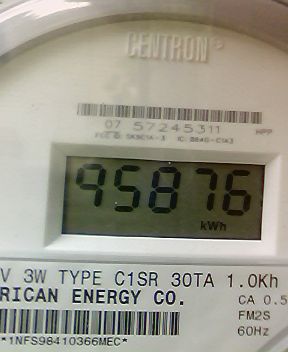 CENTRON®
07 57245311
HPP
95876
kWh
V 3W TYPE C1SR 30TA 1.0Kh
RICAN ENERGY CO.
CA 0.5
FM2S
60Hz
*1NFS98410366MEC*